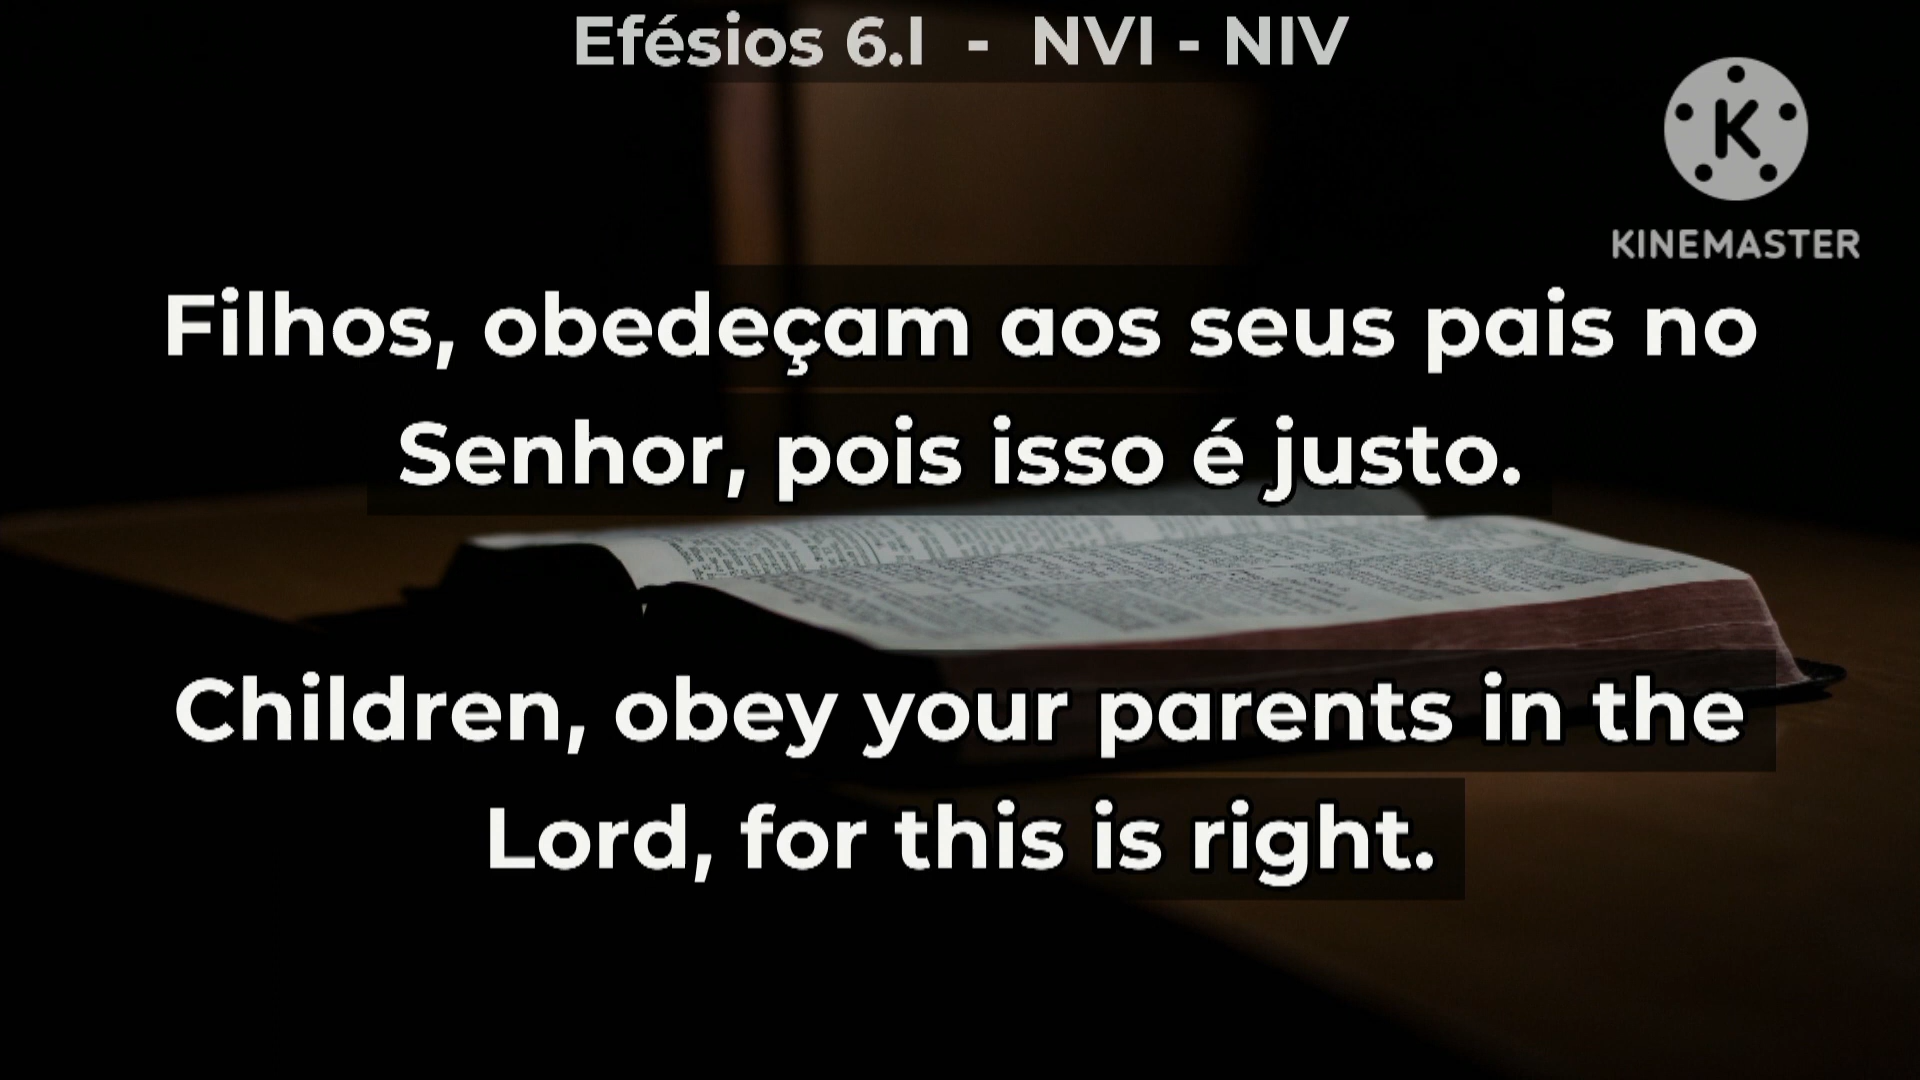 Efésios 6.1 - NVI - NIV
K
KINEMASTER
Filhos, obedeçam aos seus pais no
Senhor, pois isso é justo.
Children, obey your parents in the
Lord, for this is right.